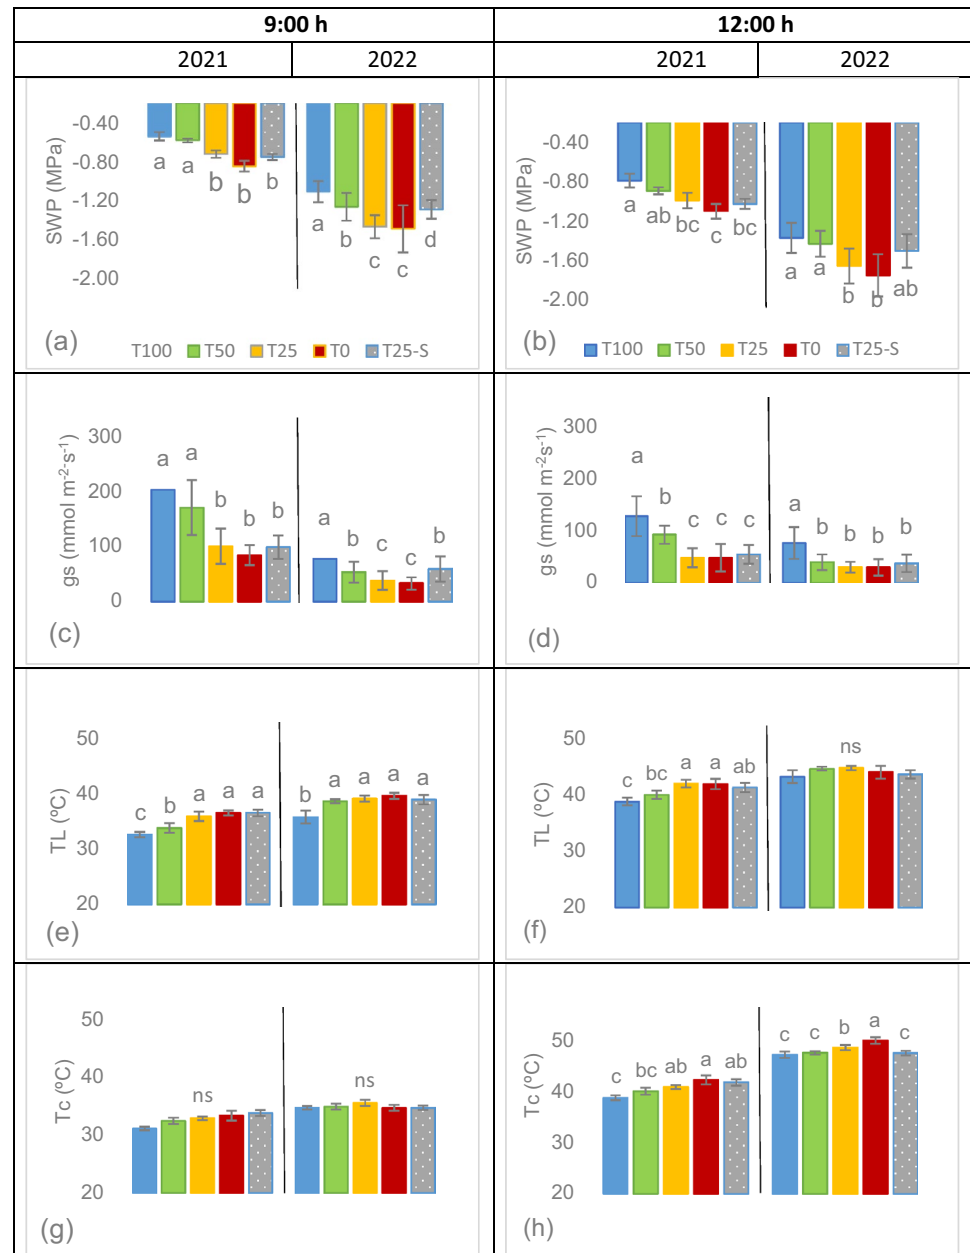 9:00 h 12:00 h
2021 2022 2021 2022
SWP (MPa)
-0.40
-0.80
-1.20
-1.60
-2.00
a a b b b a b c c d
(a)
T100 T50 T25 T0 T25-S
SWP (MPa)
-0.40
-0.80
-1.20
-1.60
-2.00
a ab bc c bc a a b b ab
(b)
T100 T50 T25 T0 T25-S
gs (mmol m-2-s-1)
300
200
100
0
a a b b b a b c c b
(c)
gs (mmol m-2s-1)
300
200
100
0
a b c c c a b b b b
(d)
TL (ºC)
50
40
30
20
c b a a a b a a a a
(e)
TL (ºC)
50
40
30
20
c bc a a ab ns
(f)
Tc (ºC)
50
40
30
20
ns ns
(g)
Tc (ºC)
50
40
30
20
c bc ab a ab c c b a c
(h)